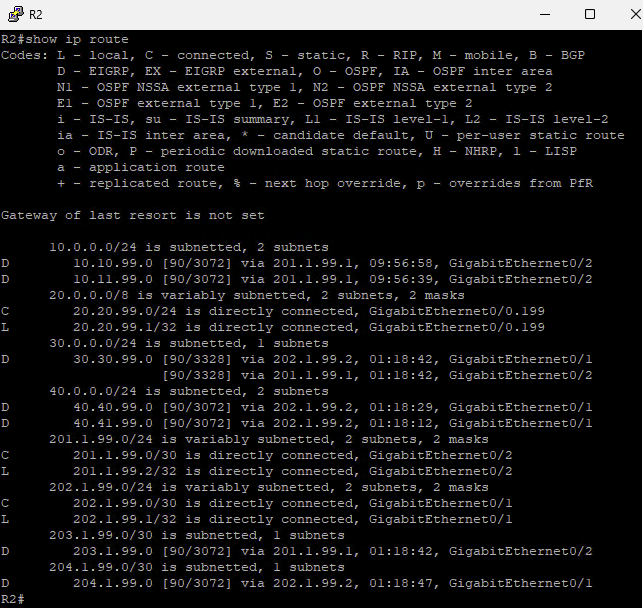 R2
R2#show ip route
Codes: L - local, C - connected, S - static, R - RIP, M - mobile, B - BGP
       D - EIGRP, EX - EIGRP external, O - OSPF, IA - OSPF inter area
       N1 - OSPF NSSA external type 1, N2 - OSPF NSSA external type 2
       E1 - OSPF external type 1, E2 - OSPF external type 2
       i - IS-IS, su - IS-IS summary, L1 - IS-IS level-1, L2 - IS-IS level-2
       ia - IS-IS inter area, * - candidate default, U - per-user static route
       o - ODR, P - periodic downloaded static route, H - NHRP, l - LISP
       a - application route
       + - replicated route, % - next hop override, p - overrides from PfR

Gateway of last resort is not set

      10.0.0.0/24 is subnetted, 2 subnets
D        10.10.99.0 [90/3072] via 201.1.99.1, 09:56:58, GigabitEthernet0/2
D        10.11.99.0 [90/3072] via 201.1.99.1, 09:56:39, GigabitEthernet0/2
      20.0.0.0/8 is variably subnetted, 2 subnets, 2 masks
C        20.20.99.0/24 is directly connected, GigabitEthernet0/0.199
L        20.20.99.1/32 is directly connected, GigabitEthernet0/0.199
      30.0.0.0/24 is subnetted, 1 subnets
D        30.30.99.0 [90/3328] via 202.1.99.2, 01:18:42, GigabitEthernet0/1
                    [90/3328] via 201.1.99.1, 01:18:42, GigabitEthernet0/2
      40.0.0.0/24 is subnetted, 2 subnets
D        40.40.99.0 [90/3072] via 202.1.99.2, 01:18:29, GigabitEthernet0/1
D        40.41.99.0 [90/3072] via 202.1.99.2, 01:18:12, GigabitEthernet0/1
      201.1.99.0/24 is variably subnetted, 2 subnets, 2 masks
C        201.1.99.0/30 is directly connected, GigabitEthernet0/2
L        201.1.99.2/32 is directly connected, GigabitEthernet0/2
      202.1.99.0/24 is variably subnetted, 2 subnets, 2 masks
C        202.1.99.0/30 is directly connected, GigabitEthernet0/1
L        202.1.99.1/32 is directly connected, GigabitEthernet0/1
      203.1.99.0/30 is subnetted, 1 subnets
D        203.1.99.0 [90/3072] via 201.1.99.1, 01:18:42, GigabitEthernet0/2
      204.1.99.0/30 is subnetted, 1 subnets
D        204.1.99.0 [90/3072] via 202.1.99.2, 01:18:47, GigabitEthernet0/1
R2#